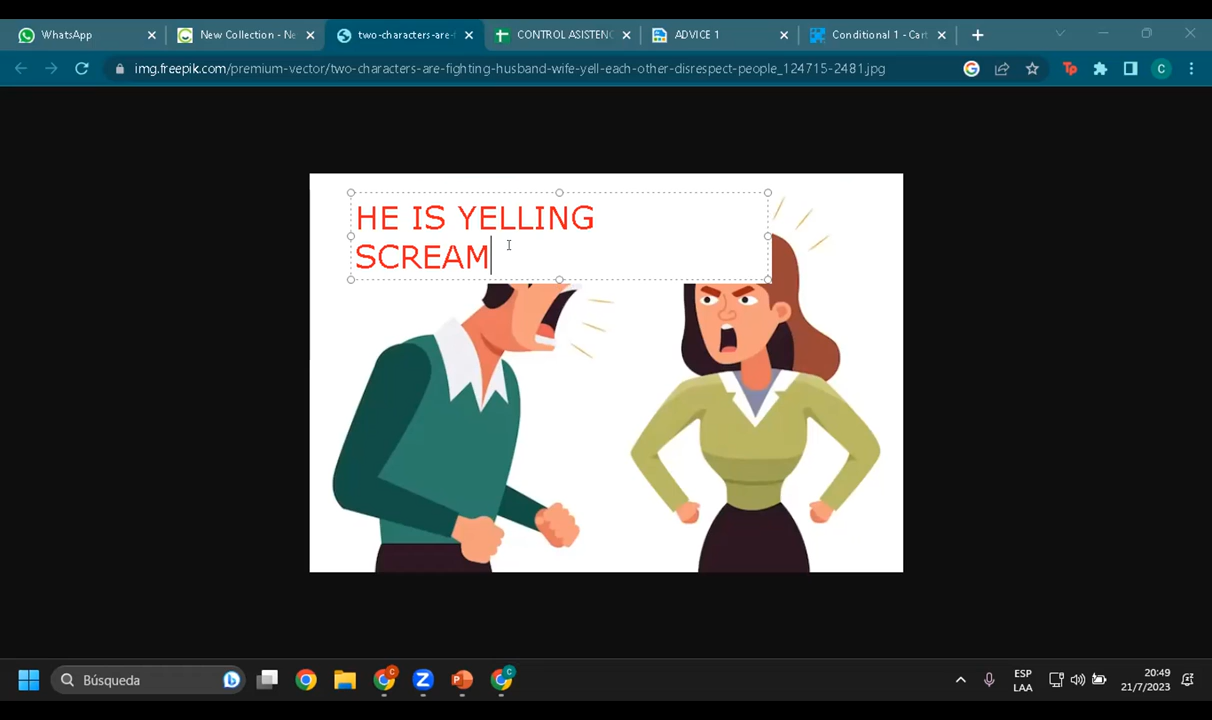 WhatsApp
New Collection - Ne
two-characters-are-f
CONTROL ASISTENC
ADVICE 1
Conditional 1 - Cart
img.freepik.com/premium-vector/two-characters-are-fighting-husband-wife-yell-each-other-disrespect-people_124715-2481.jpg
Tp
C
HE IS YELLING
SCREAM
Búsqueda
ESP
LAA
20:49
21/7/2023